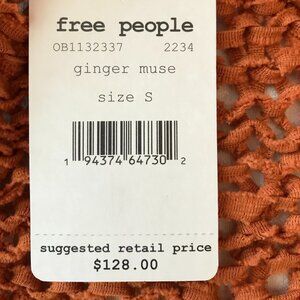 free people
OB1132337 2234
ginger muse
size S
1 94374 64730 2
suggested retail price
$128.00